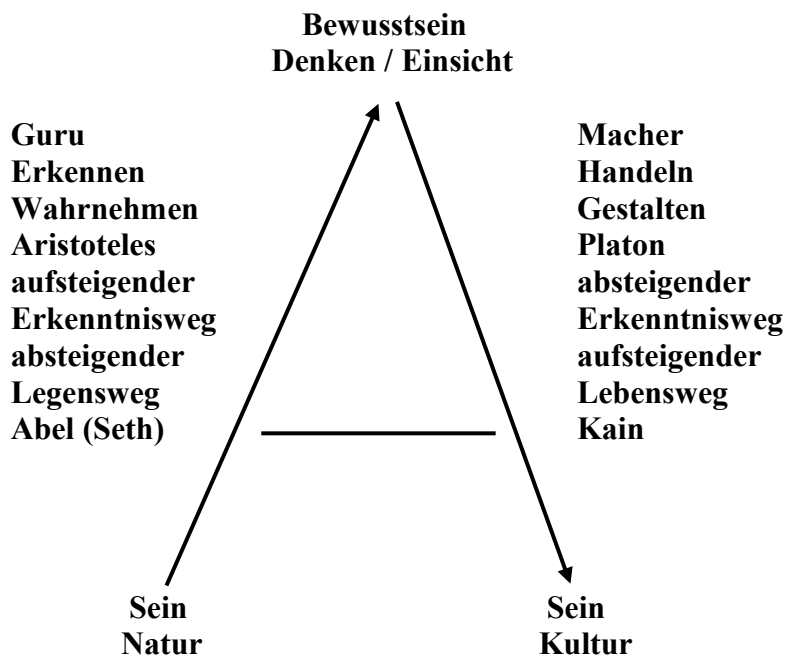 Bewusstsein
Denken / Einsicht
Guru
Erkennen
Wahrnehmen
Aristoteles
aufsteigender
Erkenntnisweg
absteigender
Legensweg
Abel (Seth)
Macher
Handeln
Gestalten
Platon
absteigender
Erkenntnisweg
aufsteigender
Lebensweg
Kain
Sein
Natur
Sein
Kultur